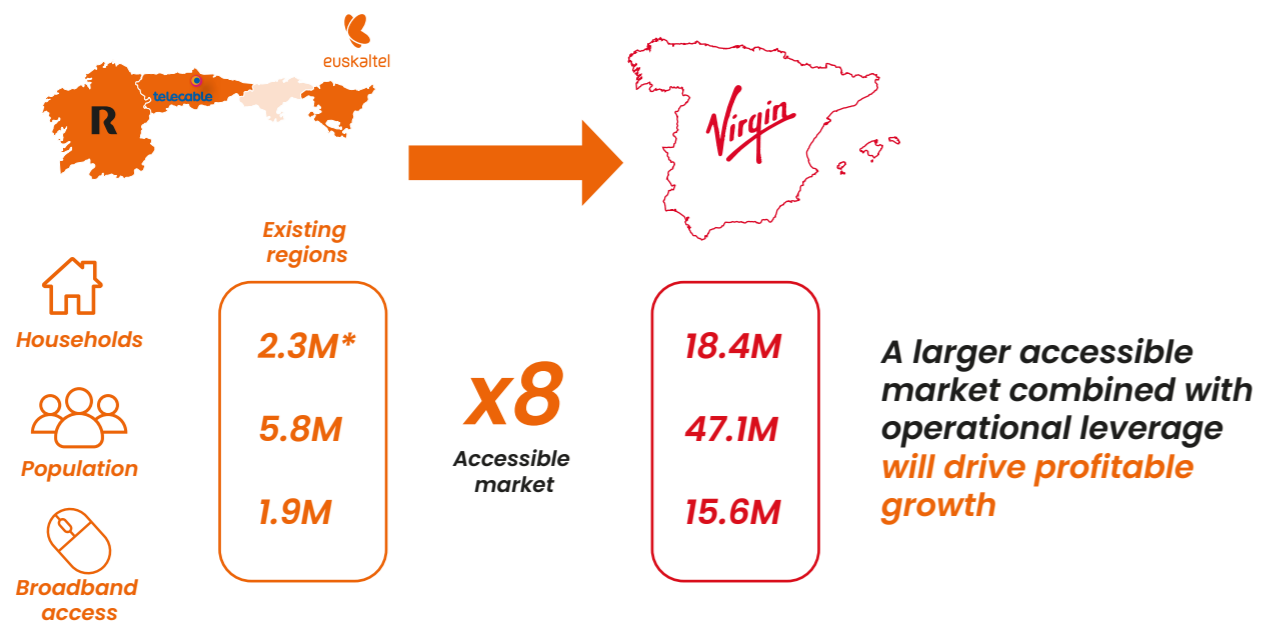 euskaltel
telecable
R
Virgin
Existing
regions
Households
2.3M*
18.4M
Population
5.8M
47.1M
Broadband
access
1.9M
15.6M
x8
Accessible
market
A larger accessible
market combined with
operational leverage
will drive profitable
growth